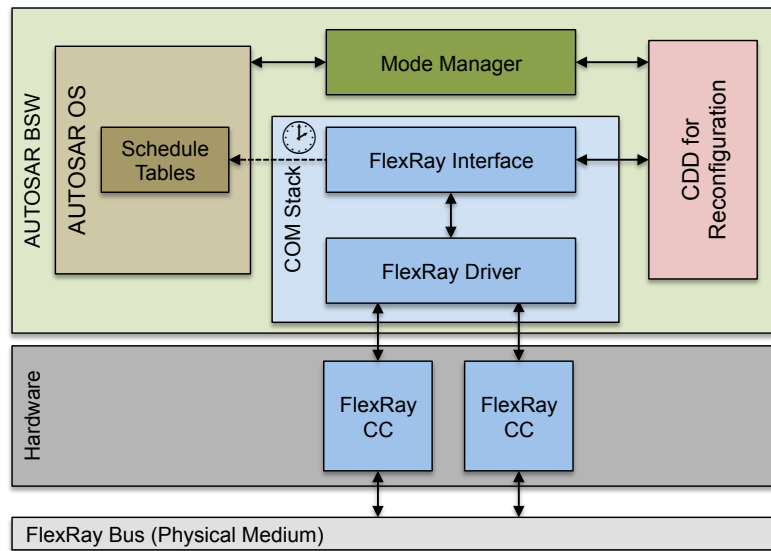 AUTOSAR BSW
AUTOSAR OS
Schedule
Tables
Mode Manager
COM Stack
FlexRay Interface
FlexRay Driver
CDD for
Reconfiguration
Hardware
FlexRay
CC
FlexRay
CC
FlexRay Bus (Physical Medium)